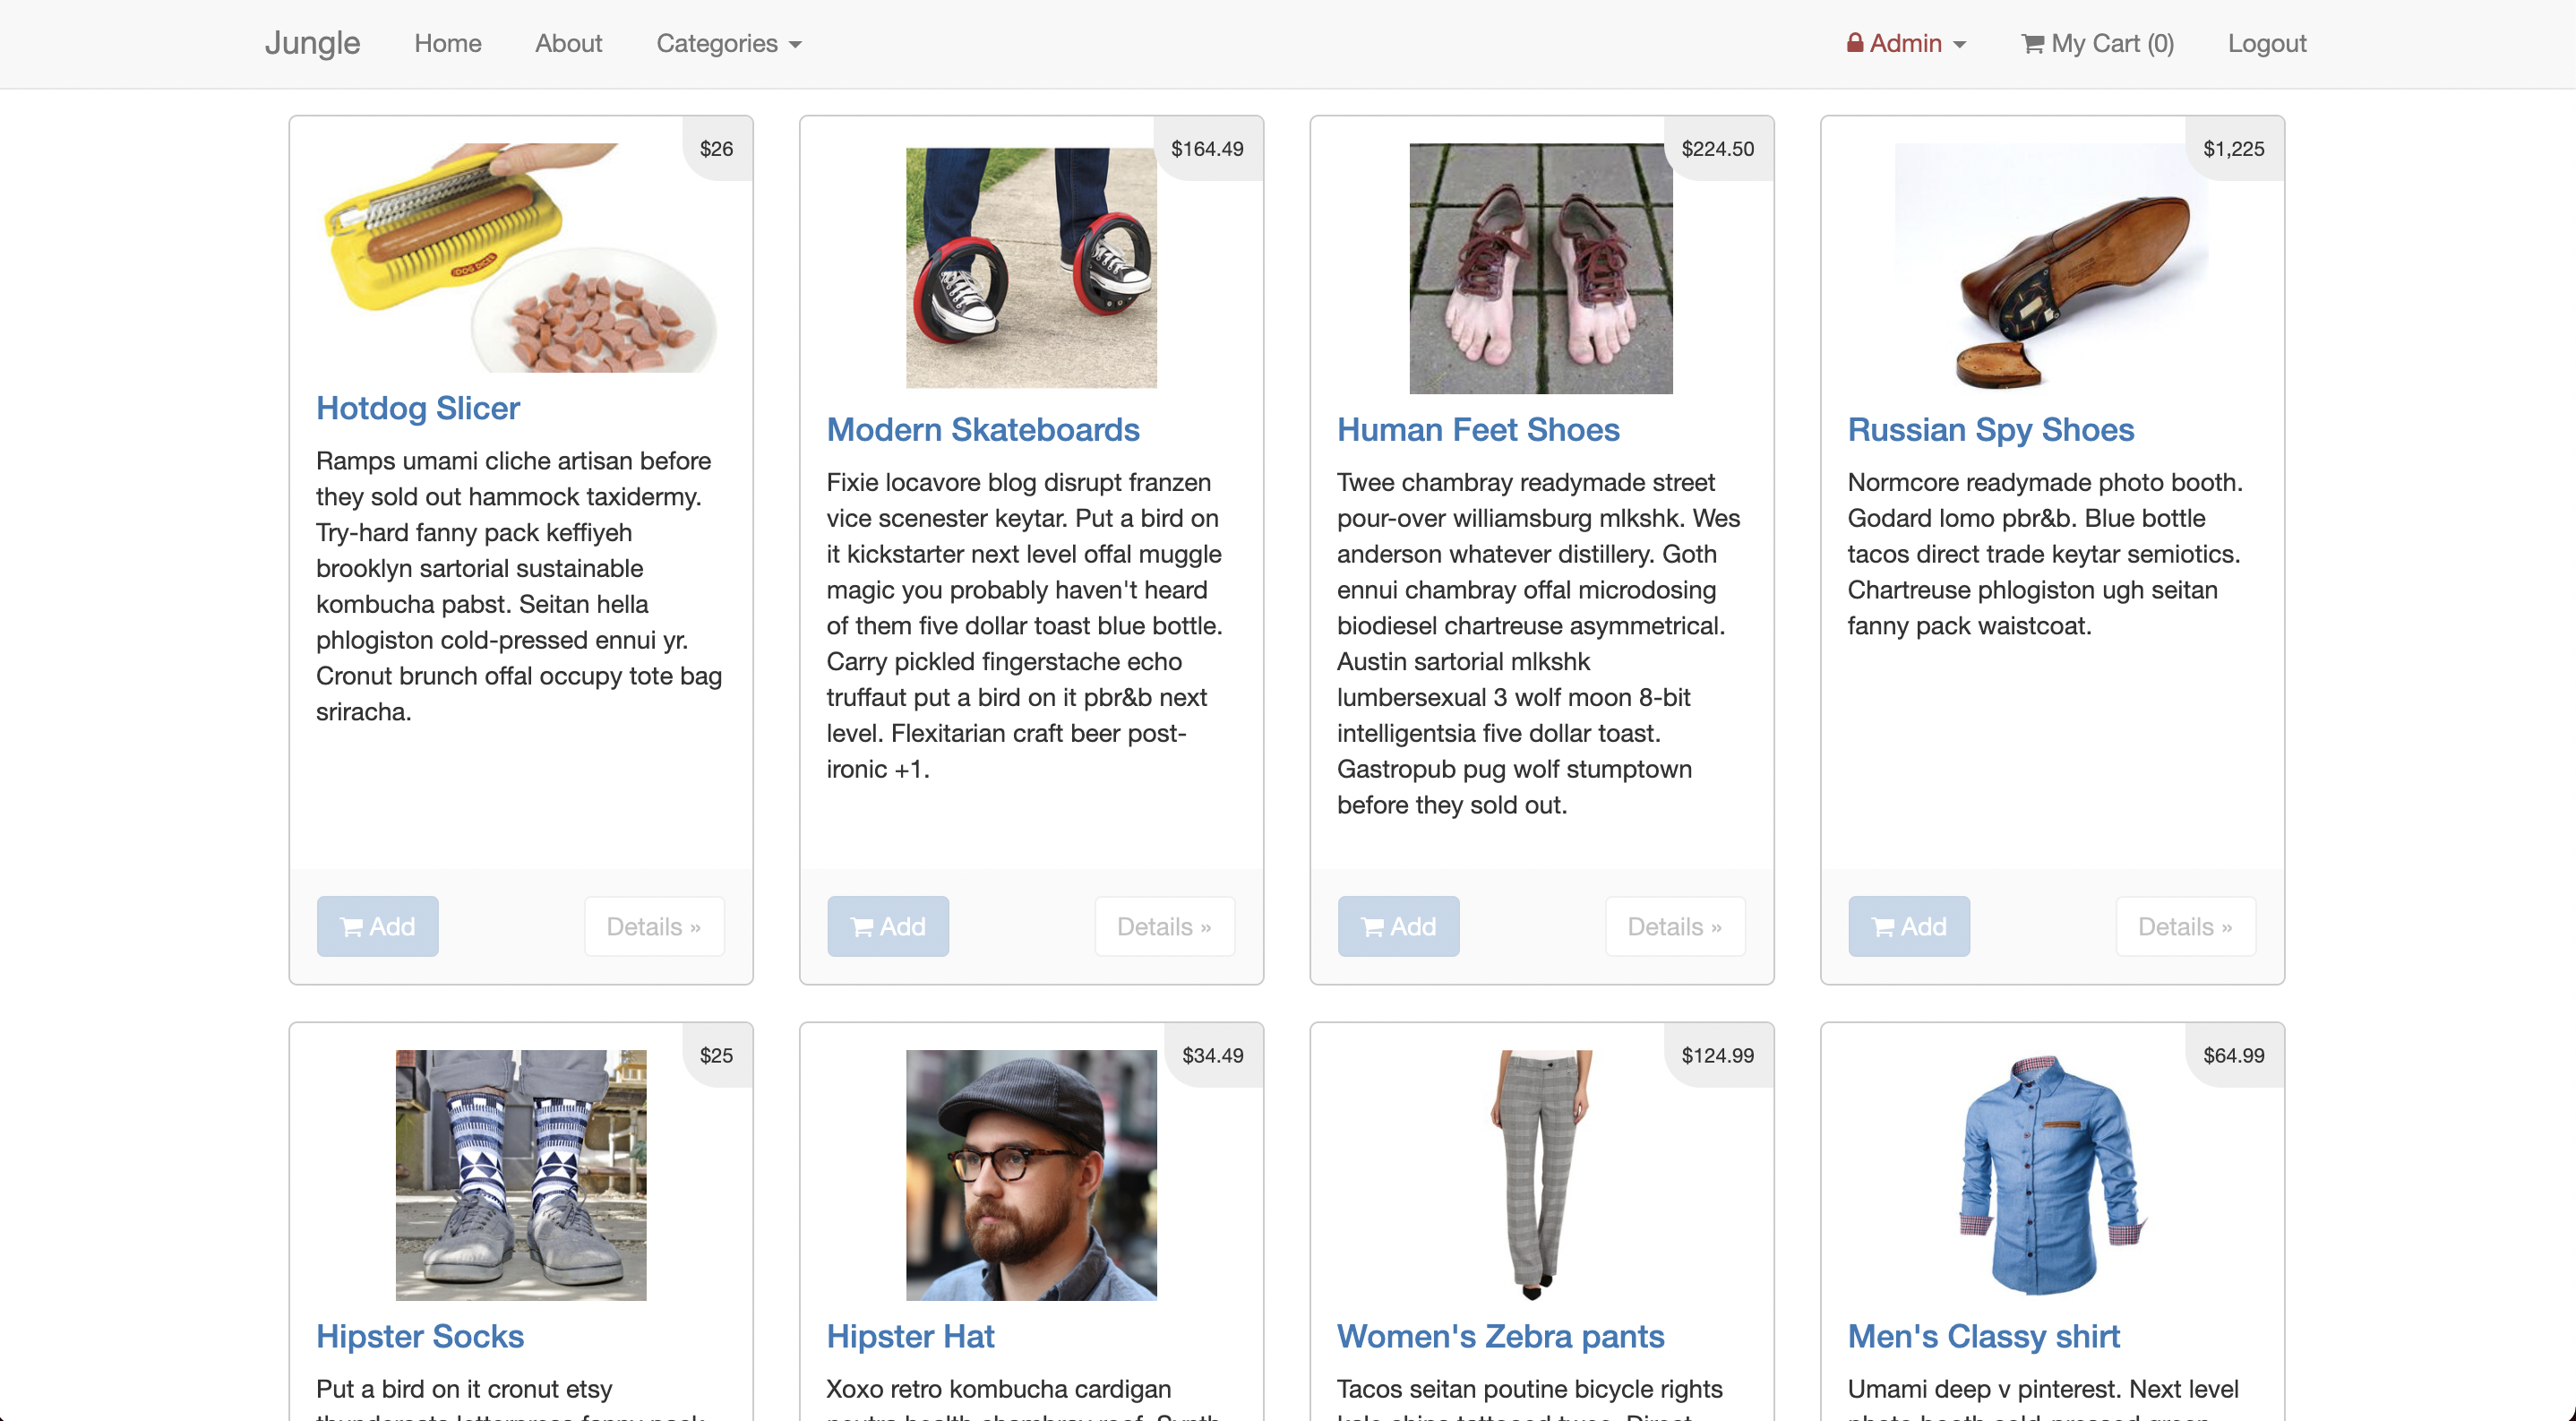 Jungle Home About Categories Admin My Cart (0) Logout
$26
DOG DICER
Hotdog Slicer
Ramps umami cliche artisan before
they sold out hammock taxidermy.
Try-hard fanny pack keffiyeh
brooklyn sartorial sustainable
kombucha pabst. Seitan hella
phlogiston cold-pressed ennui yr.
Cronut brunch offal occupy tote bag
sriracha.
Add Details »
$164.49
Modern Skateboards
Fixie locavore blog disrupt franzen
vice scenester keytar. Put a bird on
it kickstarter next level offal muggle
magic you probably haven't heard
of them five dollar toast blue bottle.
Carry pickled fingerstache echo
truffaut put a bird on it pbr&b next
level. Flexitarian craft beer post-
ironic +1.
Add Details »
$224.50
Human Feet Shoes
Twee chambray readymade street
pour-over williamsburg mlkshk. Wes
anderson whatever distillery. Goth
ennui chambray offal microdosing
biodiesel chartreuse asymmetrical.
Austin sartorial mlkshk
lumbersexual 3 wolf moon 8-bit
intelligentsia five dollar toast.
Gastropub pug wolf stumptown
before they sold out.
Add Details »
$1,225
Russian Spy Shoes
Normcore readymade photo booth.
Godard lomo pbr&b. Blue bottle
tacos direct trade keytar semiotics.
Chartreuse phlogiston ugh seitan
fanny pack waistcoat.
Add Details »
$25
Hipster Socks
Put a bird on it cronut etsy
$34.49
Hipster Hat
Xoxo retro kombucha cardigan
$124.99
Women's Zebra pants
Tacos seitan poutine bicycle rights
$64.99
Men's Classy shirt
Umami deep v pinterest. Next level